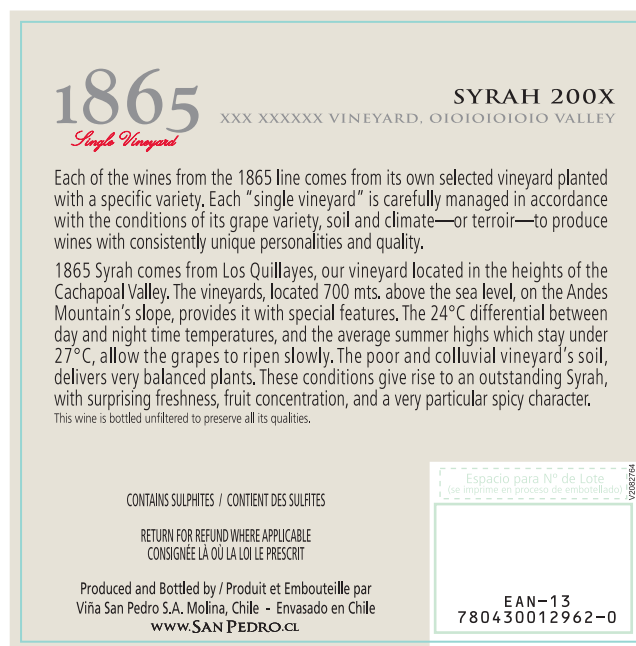 1865
Single Vineyard
SYRAH 200X
XXX XXXXXX VINEYARD, OIOIOIOIOIO VALLEY
Each of the wines from the 1865 line comes from its own selected vineyard planted
with a specific variety. Each “single vineyard” is carefully managed in accordance
with the conditions of its grape variety, soil and climate—or terroir—to produce
wines with consistently unique personalities and quality.
1865 Syrah comes from Los Quillayes, our vineyard located in the heights of the
Cachapoal Valley. The vineyards, located 700 mts. above the sea level, on the Andes
Mountain’s slope, provides it with special features. The 24°C differential between
day and night time temperatures, and the average summer highs which stay under
27°C, allow the grapes to ripen slowly. The poor and colluvial vineyard’s soil,
delivers very balanced plants. These conditions give rise to an outstanding Syrah,
with surprising freshness, fruit concentration, and a very particular spicy character.
This wine is bottled unfiltered to preserve all its qualities.
CONTAINS SULPHITES / CONTIENT DES SULFITES
RETURN FOR REFUND WHERE APPLICABLE
CONSIGNÉE LÀ OÙ LA LOI LE PRESCRIT
Produced and Bottled by / Produit et Embouteille par
Viña San Pedro S.A. Molina, Chile - Envasado en Chile
WWW.SAN PEDRO.CL
Espacio para Nº de Lote
(se imprime en proceso de embotellado)
V2082764
EAN-13
780430012962-0